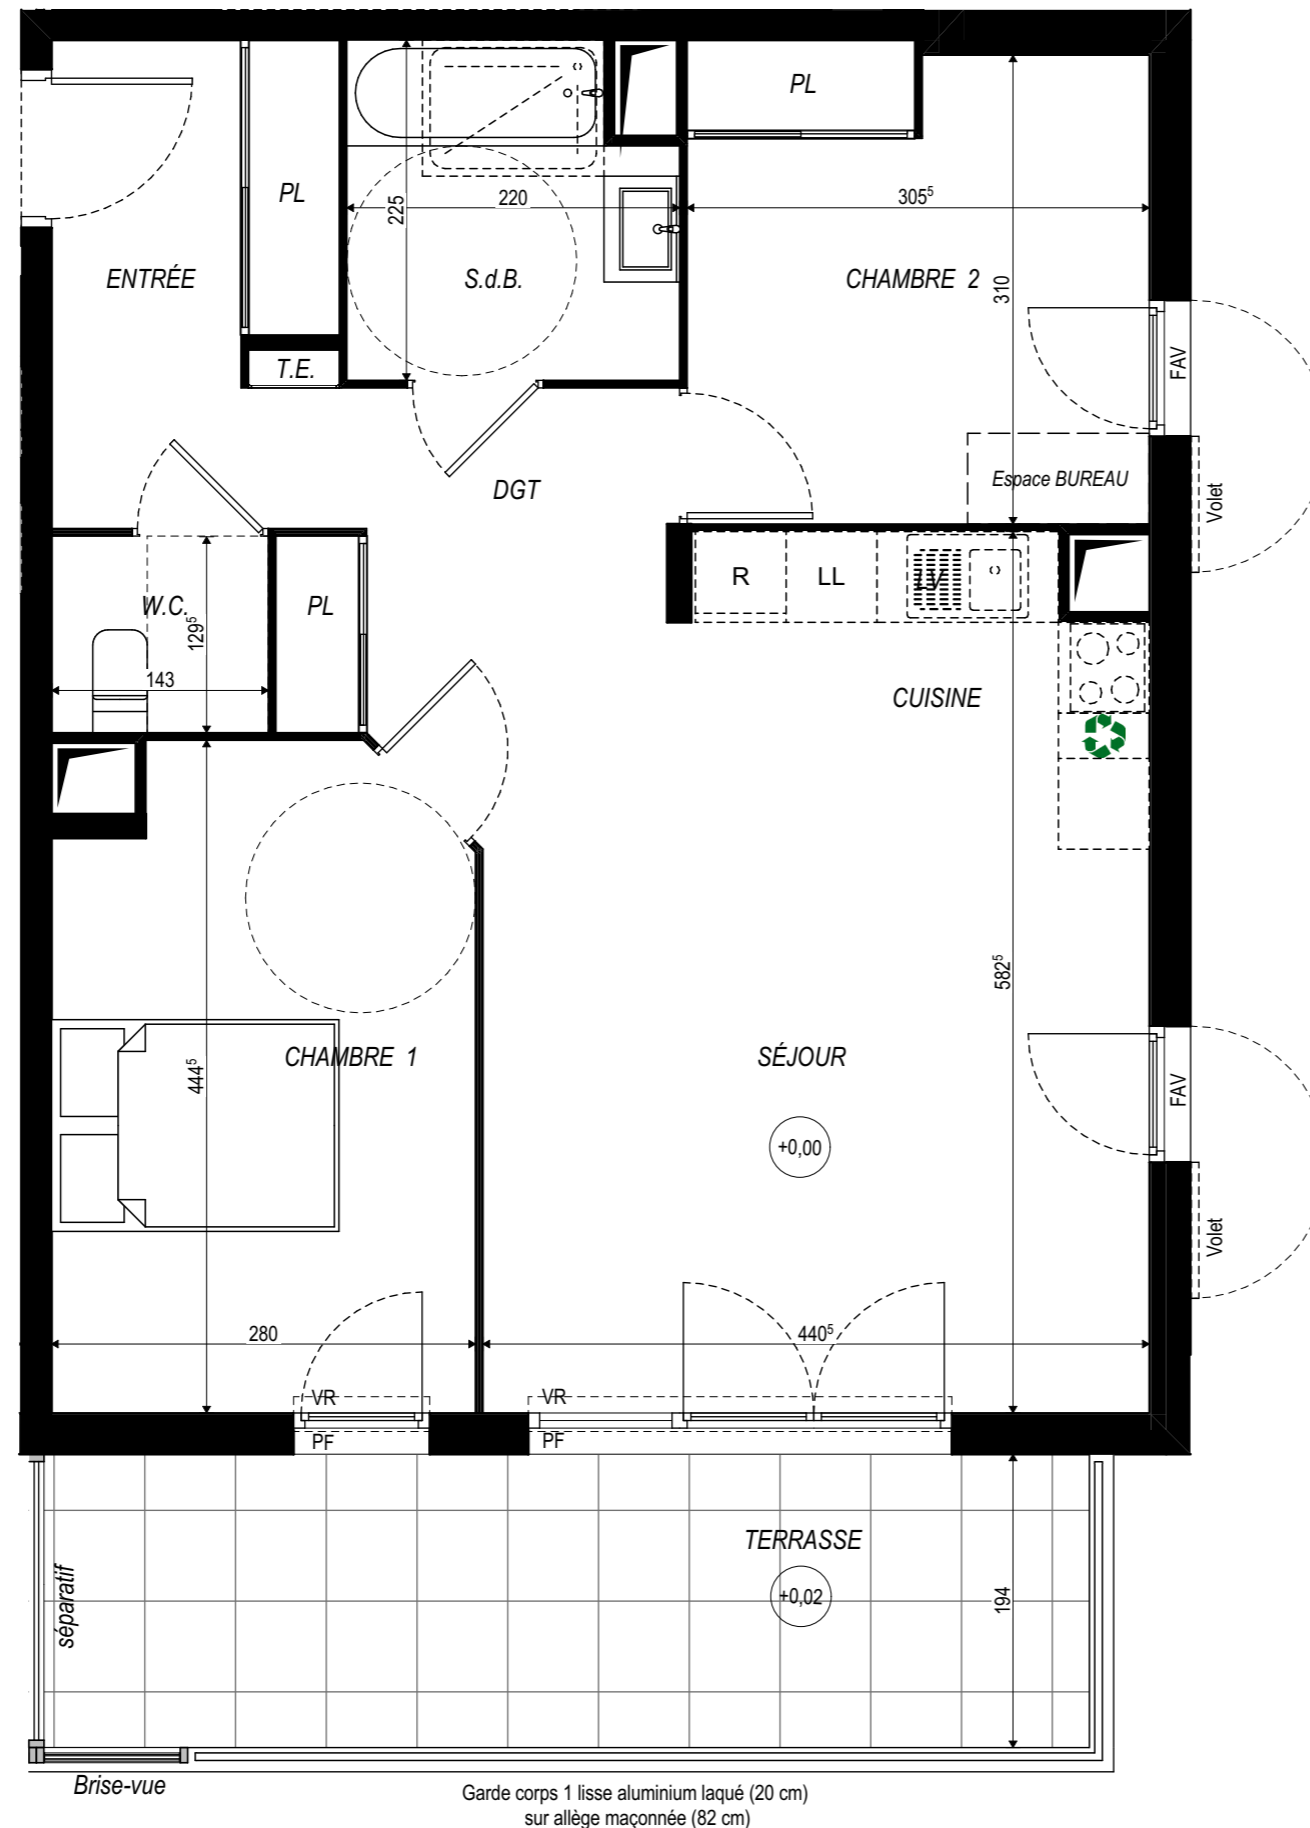 PL
PL
225
220
305⁵
ENTRÉE
S.d.B.
CHAMBRE 2
310
T.E.
FAV
DGT
Espace BUREAU
Volet
R
LL
LV
W.C.
129⁵
PL
143
CUISINE
582⁵
CHAMBRE 1
444⁵
SÉJOUR
FAV
+0,00
Volet
280
440⁵
VR
VR
PF
PF
TERRASSE
séparatif
+0,02
194
Brise-vue
Garde corps 1 lisse aluminium laqué (20 cm)
sur allège maçonnée (82 cm)